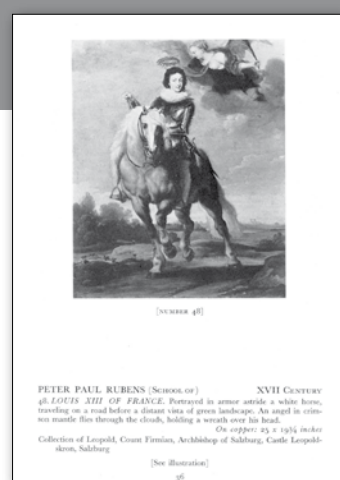 [NUMBER 48]
PETER PAUL RUBENS (SCHOOL OF) XVII CENTURY
48. LOUIS XIII OF FRANCE. Portrayed in armor astride a white horse,
traveling on a road before a distant vista of green landscape. An angel in crim-
son mantle flies through the clouds, holding a wreath over his head.
On copper: 25 x 19¾ inches
Collection of Leopold, Count Firmian, Archbishop of Salzburg, Castle Leopold-
skron, Salzburg
[See illustration]
26